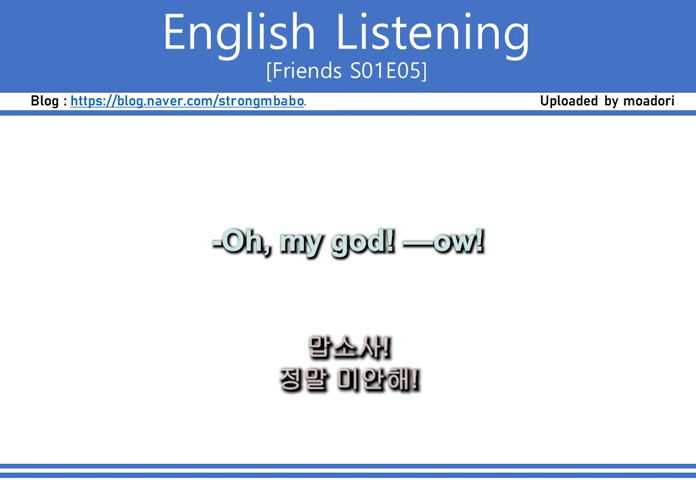 English Listening
[Friends S01E05]
Blog : https://blog.naver.com/strongmbabo.
Uploaded by moadori
-Oh, my god! —ow!
맙소사!
정말 미안해!